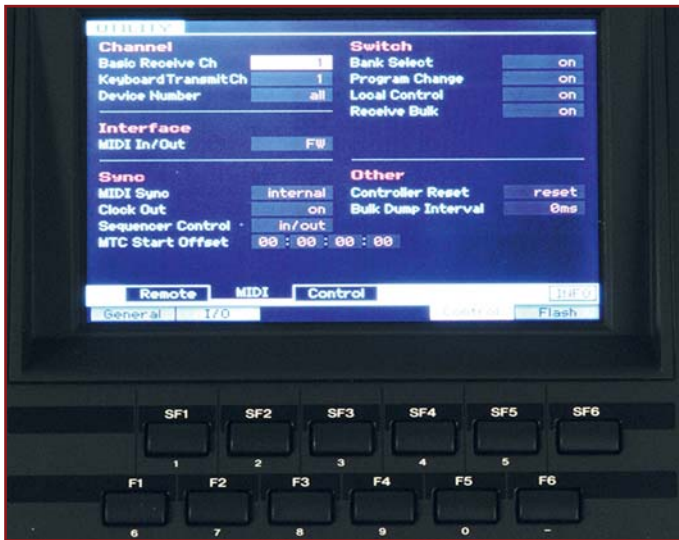 UTILITY
Channel
Basic Receive Ch 1
KeyboardTransmitCh 1
Device Number all
Interface
MIDI In/Out FW
Sync
MIDI Sync internal
Clock Out on
Sequencer Control in/out
MTC Start Offset 00 : 00 : 00 : 00
Switch
Bank Select on
Program Change on
Local Control on
Receive Bulk on
Other
Controller Reset reset
Bulk Dump Interval 0ms
Remote MIDI Control INFO
General I/O Control Flash
SF1 SF2 SF3 SF4 SF5 SF6
1 2 3 4 5
F1 F2 F3 F4 F5 F6
6 7 8 9 0 -